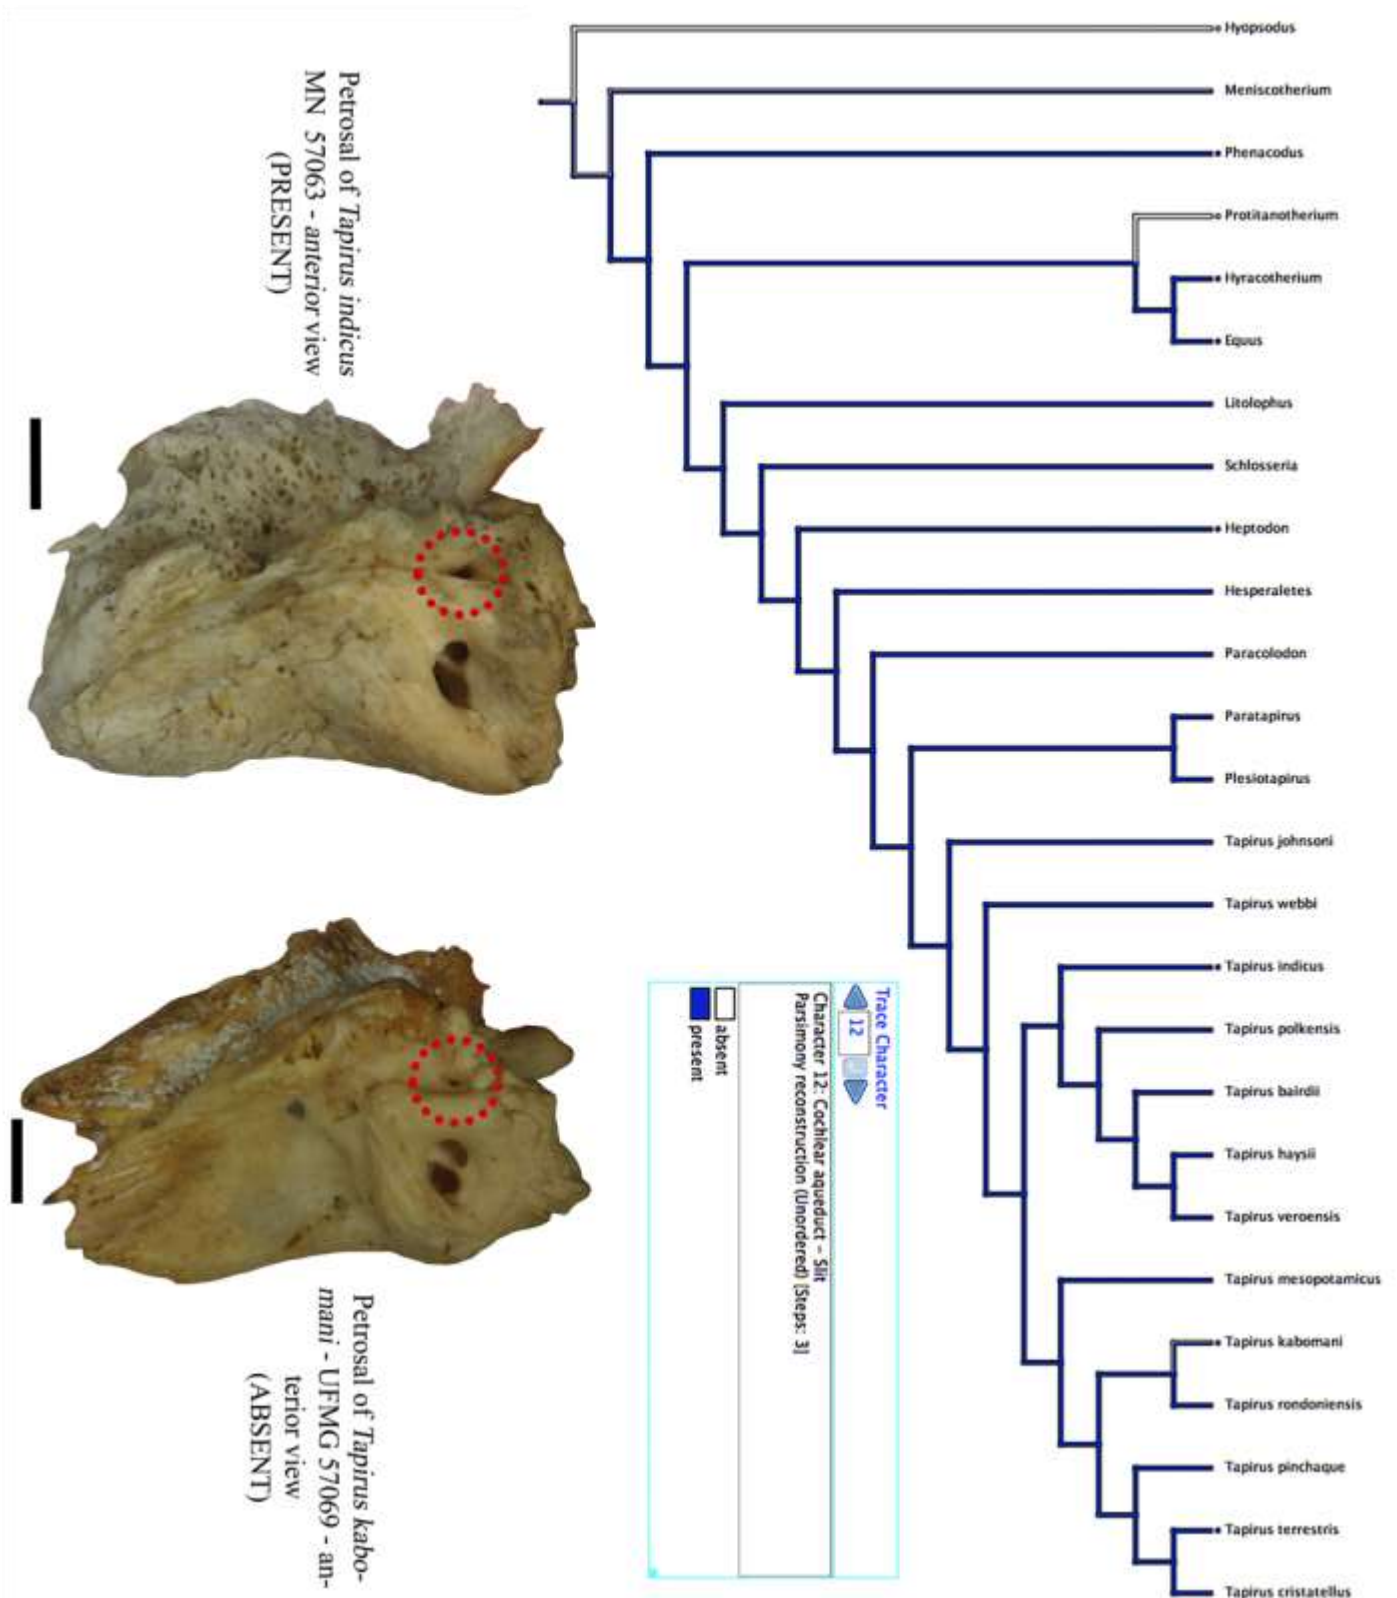 Hyopsodus
Meniscotherium
Phenacodus
Protitanotherium
Hyracotherium
Equus
Litolophus
Schlosseria
Heptodon
Hesperaletes
Paracolodon
Paratapirus
Plesiotapirus
Tapirus johnsoni
Tapirus webbi
Tapirus indicus
Tapirus polkensis
Tapirus bairdii
Tapirus haysii
Tapirus veroensis
Tapirus mesopotamicus
Tapirus kabomani
Tapirus rondoniensis
Tapirus pinchaque
Tapirus terrestris
Tapirus cristatellus
Petrosal of Tapirus indicus
MN 57063 - anterior view
(PRESENT)
Trace Character
12
Character 12: Cochlear aqueduct - Slit
Parsimony reconstruction (Unordered) [Steps: 3]
absent
present
Petrosal of Tapirus kabo-
mani - UFMG 57069 - an-
terior view
(ABSENT)